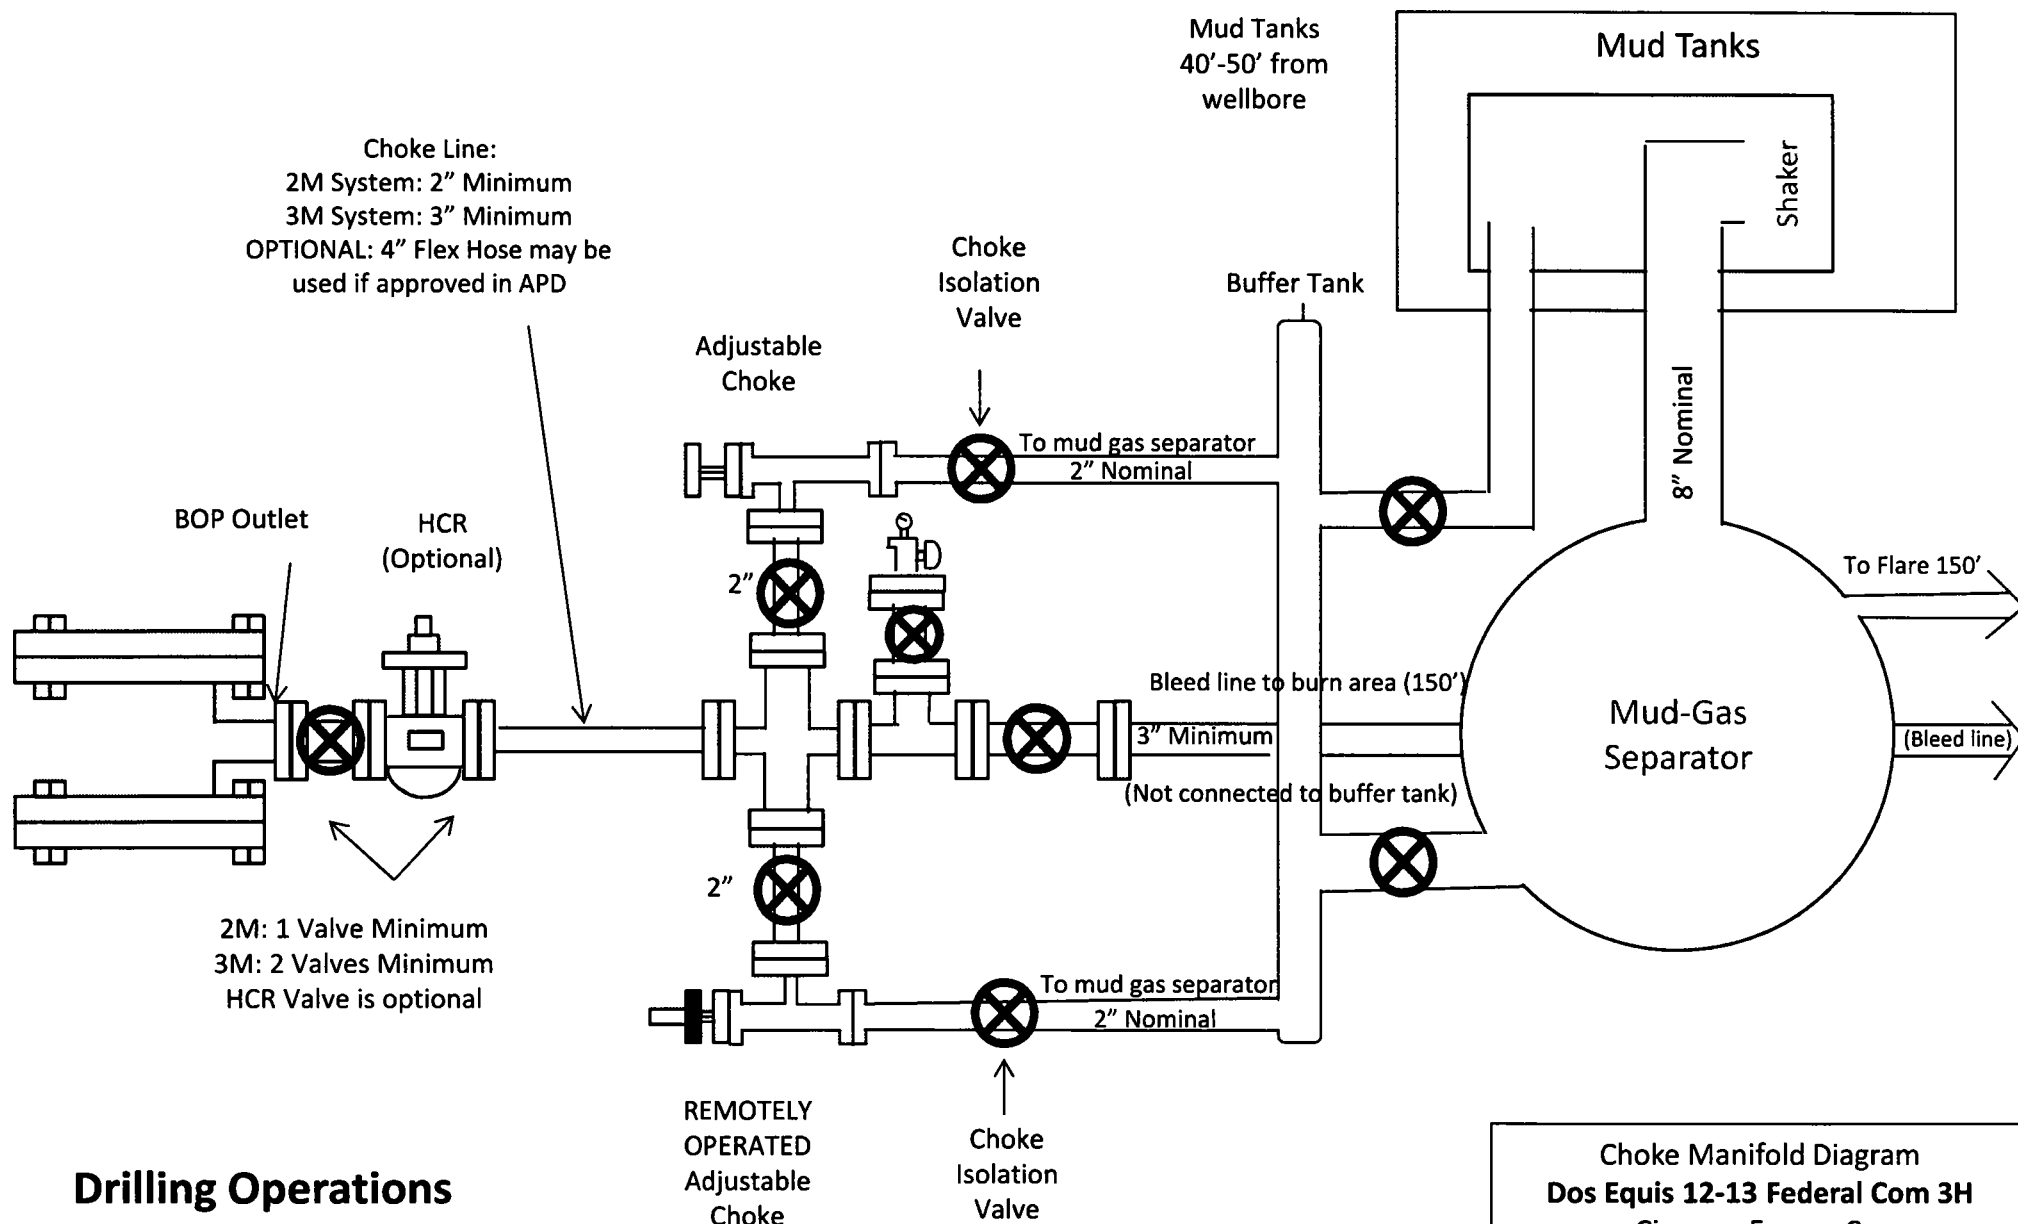 Mud Tanks
40'-50' from
wellbore
Mud Tanks
Shaker
Choke Line:
2M System: 2" Minimum
3M System: 3" Minimum
OPTIONAL: 4" Flex Hose may be
used if approved in APD
Choke
Isolation
Valve
Buffer Tank
Adjustable
Choke
8" Nominal
To mud gas separator
2" Nominal
BOP Outlet
HCR
(Optional)
2"
To Flare 150'
Bleed line to burn area (150')
3" Minimum
(Not connected to buffer tank)
Mud-Gas
Separator
(Bleed line)
2"
2M: 1 Valve Minimum
3M: 2 Valves Minimum
HCR Valve is optional
To mud gas separator
2" Nominal
REMOTELY
OPERATED
Adjustable
Choke
Choke
Isolation
Valve
Drilling Operations
Choke Manifold Diagram
Dos Equis 12-13 Federal Com 3H